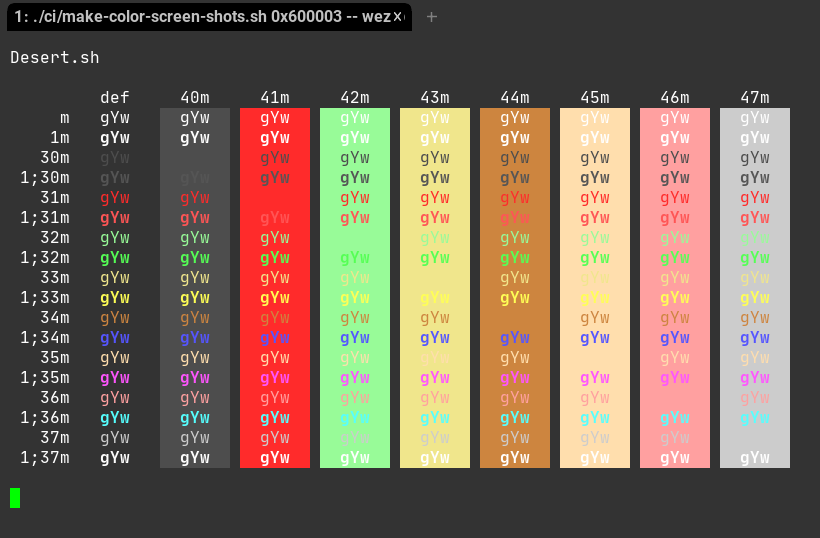 1: ./ci/make-color-screen-shots.sh 0x600003 -- wez× +
Desert.sh
def 40m 41m 42m 43m 44m 45m 46m 47m
m gYw gYw gYw gYw gYw gYw gYw gYw gYw
1m gYw gYw gYw gYw gYw gYw gYw gYw gYw
30m gYw gYw gYw gYw gYw gYw gYw gYw
1;30m gYw gYw gYw gYw gYw gYw gYw gYw gYw
31m gYw gYw gYw gYw gYw gYw gYw gYw
1;31m gYw gYw gYw gYw gYw gYw gYw gYw gYw
32m gYw gYw gYw gYw gYw gYw gYw gYw
1;32m gYw gYw gYw gYw gYw gYw gYw gYw gYw
33m gYw gYw gYw gYw gYw gYw gYw gYw
1;33m gYw gYw gYw gYw gYw gYw gYw gYw gYw
34m gYw gYw gYw gYw gYw gYw gYw gYw
1;34m gYw gYw gYw gYw gYw gYw gYw gYw gYw
35m gYw gYw gYw gYw gYw gYw gYw gYw
1;35m gYw gYw gYw gYw gYw gYw gYw gYw gYw
36m gYw gYw gYw gYw gYw gYw gYw gYw
1;36m gYw gYw gYw gYw gYw gYw gYw gYw gYw
37m gYw gYw gYw gYw gYw gYw gYw gYw
1;37m gYw gYw gYw gYw gYw gYw gYw gYw gYw